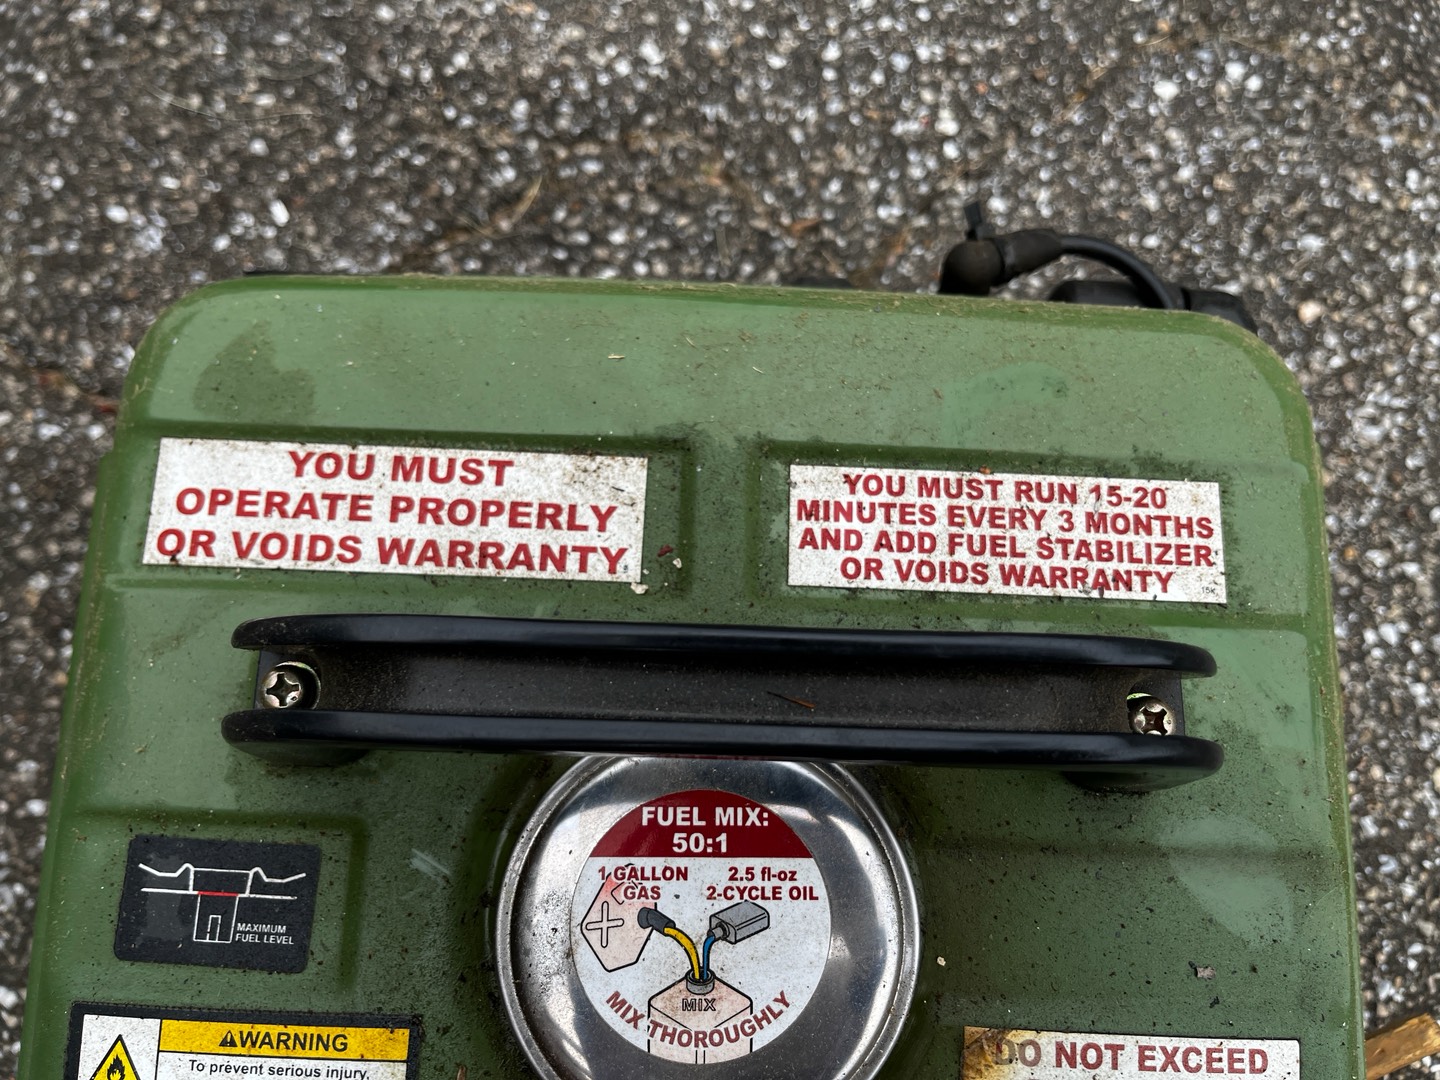 YOU MUST
OPERATE PROPERLY
OR VOIDS WARRANTY
YOU MUST RUN 15-20
MINUTES EVERY 3 MONTHS
AND ADD FUEL STABILIZER
OR VOIDS WARRANTY
15K
FUEL MIX:
50:1
1 GALLON
GAS
2.5 fl-oz
2-CYCLE OIL
MIX
MIX THOROUGHLY
MAXIMUM
FUEL LEVEL
WARNING
To prevent serious injury,
DO NOT EXCEED